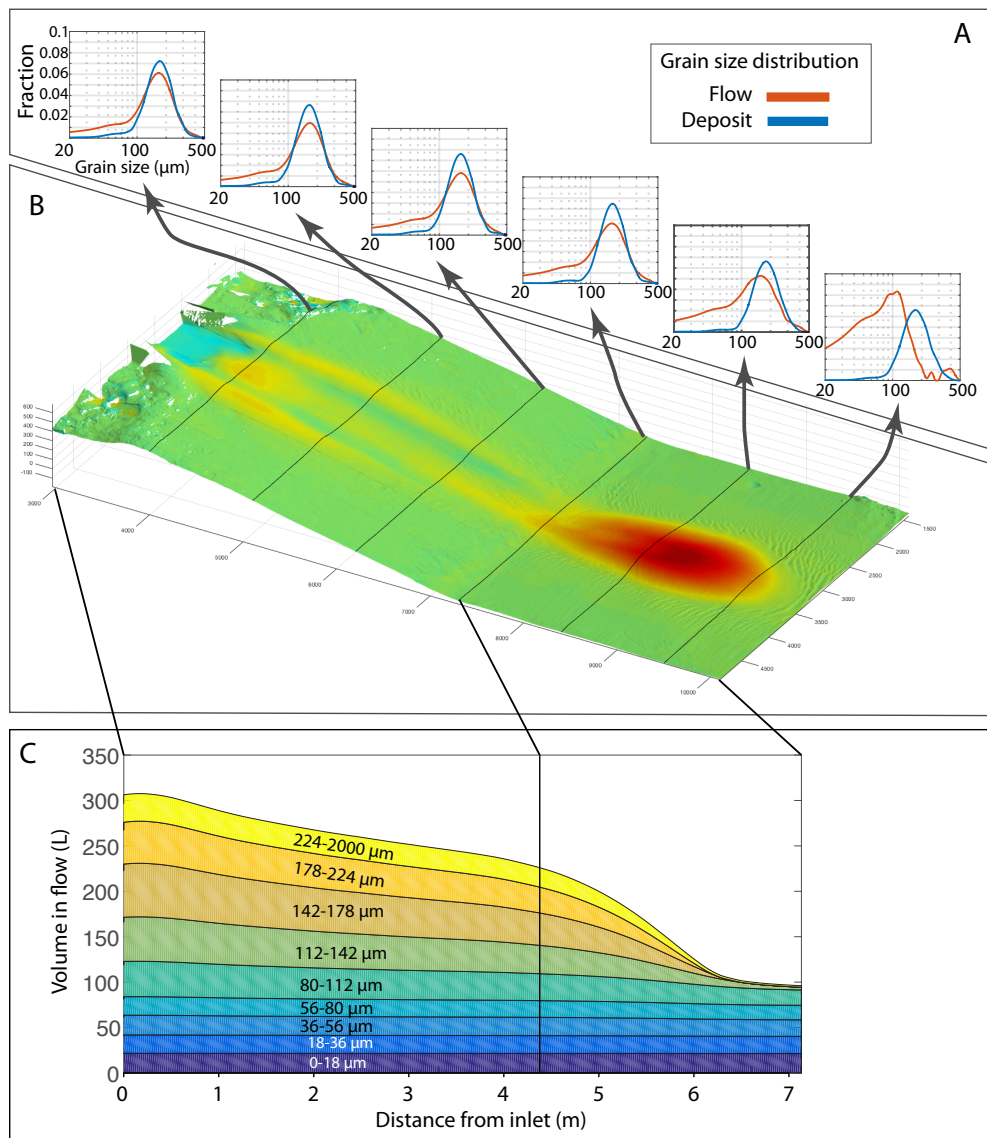 A
0.1
0.08
0.06
0.04
0.02
Fraction
20 100 500
Grain size (µm)
20 100 500
20 100 500
20 100 500
20 100 500
20 100 500
Grain size distribution
Flow
Deposit
B
600
500
400
300
200
100
0
-100
3000
4000
5000
6000
7000
8000
9000
10000
1500
2000
2500
3000
3500
4000
4500
C
350
300
250
200
150
100
50
0
Volume in flow (L)
224-2000 µm
178-224 µm
142-178 µm
112-142 µm
80-112 µm
56-80 µm
36-56 µm
18-36 µm
0-18 µm
0 1 2 3 4 5 6 7
Distance from inlet (m)